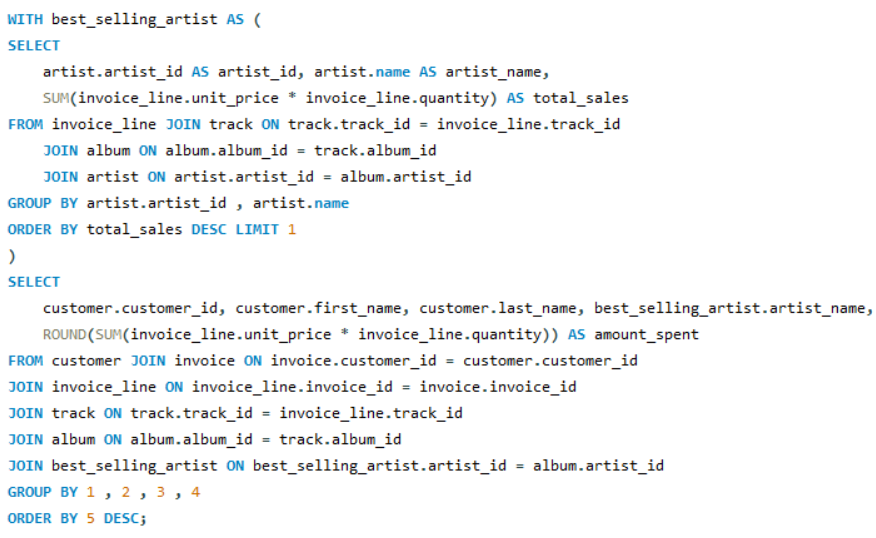 WITH best_selling_artist AS (
SELECT
    artist.artist_id AS artist_id, artist.name AS artist_name,
    SUM(invoice_line.unit_price * invoice_line.quantity) AS total_sales
FROM invoice_line JOIN track ON track.track_id = invoice_line.track_id
    JOIN album ON album.album_id = track.album_id
    JOIN artist ON artist.artist_id = album.artist_id
GROUP BY artist.artist_id , artist.name
ORDER BY total_sales DESC LIMIT 1
)
SELECT
    customer.customer_id, customer.first_name, customer.last_name, best_selling_artist.artist_name,
    ROUND(SUM(invoice_line.unit_price * invoice_line.quantity)) AS amount_spent
FROM customer JOIN invoice ON invoice.customer_id = customer.customer_id
JOIN invoice_line ON invoice_line.invoice_id = invoice.invoice_id
JOIN track ON track.track_id = invoice_line.track_id
JOIN album ON album.album_id = track.album_id
JOIN best_selling_artist ON best_selling_artist.artist_id = album.artist_id
GROUP BY 1 , 2 , 3 , 4
ORDER BY 5 DESC;